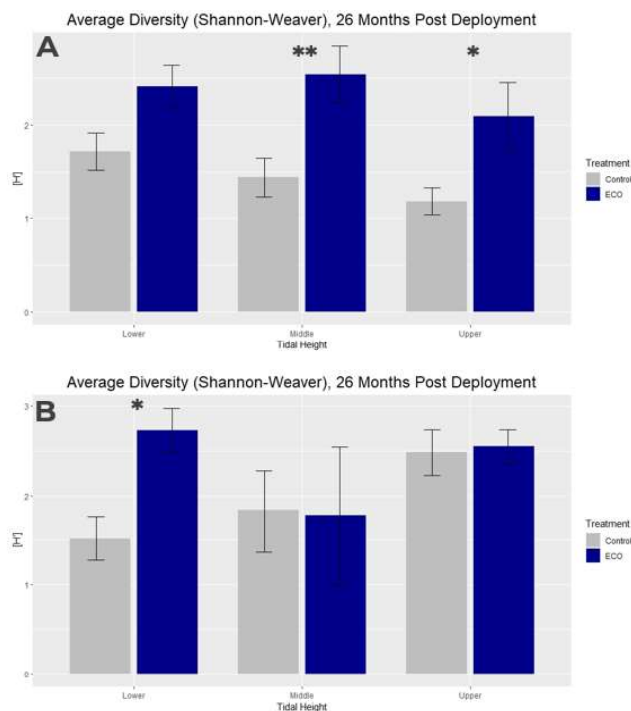 Average Diversity (Shannon-Weaver), 26 Months Post Deployment
A
**
*
2
1
0
[H']
Lower
Middle
Upper
Tidal Height
Treatment
Control
ECO
Average Diversity (Shannon-Weaver), 26 Months Post Deployment
B
*
3
2
1
0
[H']
Lower
Middle
Upper
Tidal Height
Treatment
Control
ECO